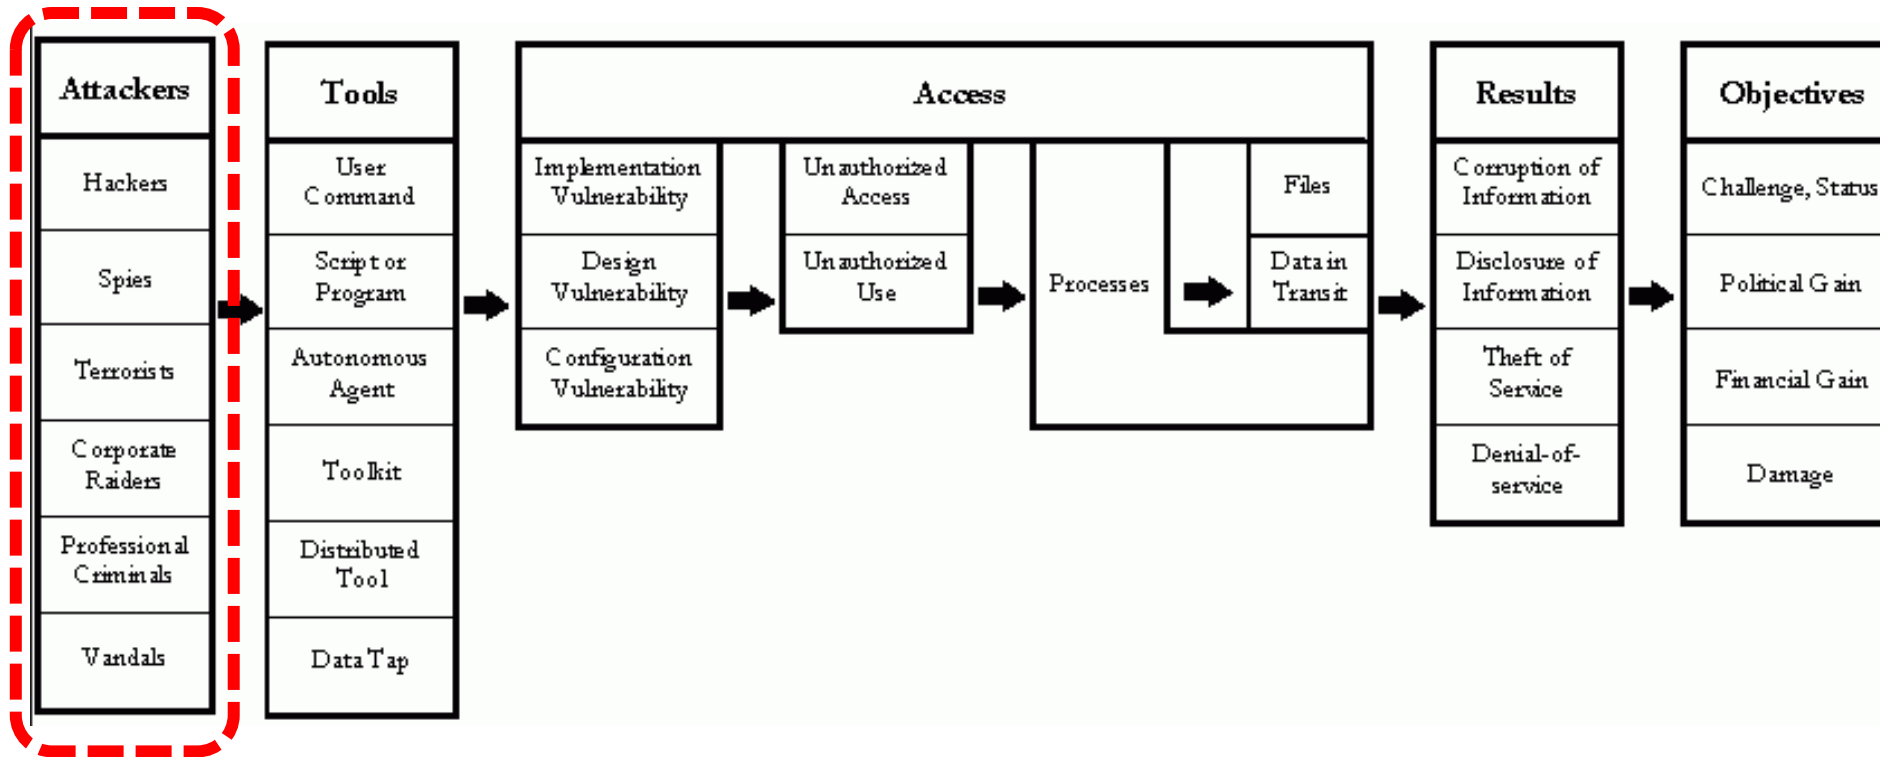 Attackers
Hackers
Spies
Terrorists
Corporate
Raiders
Professional
Criminals
Vandals
Tools
User
Command
Script or
Program
Autonomous
Agent
Toolkit
Distributed
Tool
Data Tap
Access
Implementation
Vulnerability
Design
Vulnerability
Configuration
Vulnerability
Unauthorized
Access
Unauthorized
Use
Processes
Files
Data in
Transit
Results
Corruption of
Information
Disclosure of
Information
Theft of
Service
Denial-of-
service
Objectives
Challenge, Status
Political Gain
Financial Gain
Damage